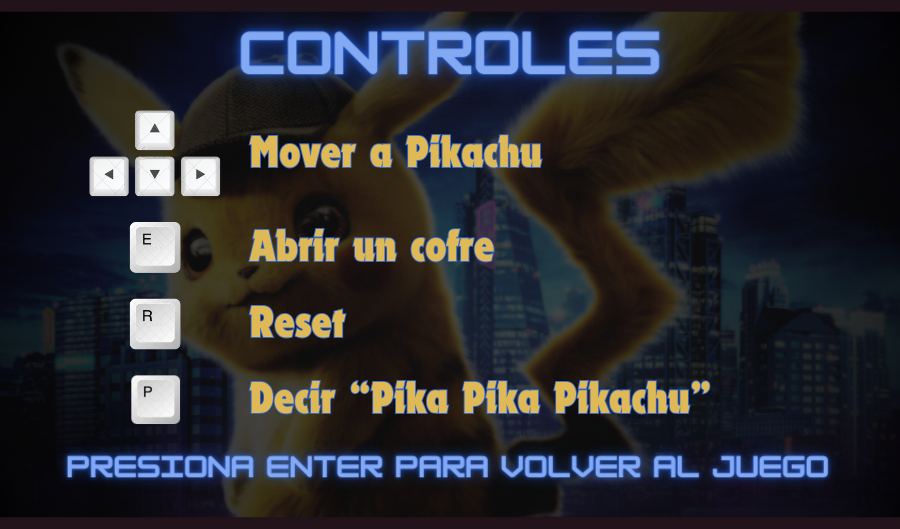 CONTROLES
Mover a Pikachu
E Abrir un cofre
R Reset
P Decir “Pika Pika Pikachu”
PRESIONA ENTER PARA VOLVER AL JUEGO